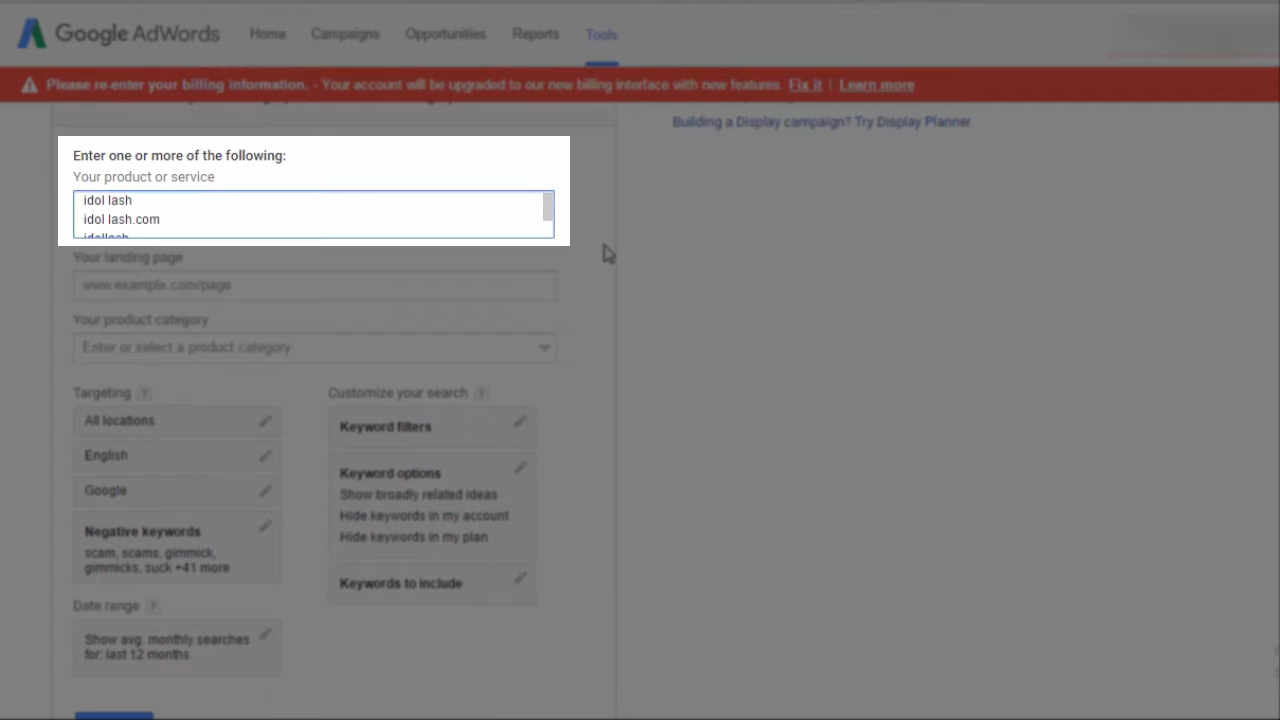 Google AdWords
Home Campaigns Opportunities Reports Tools
Please re-enter your billing information. - Your account will be upgraded to our new billing interface with new features. Fix it | Learn more
Building a Display campaign? Try Display Planner
Enter one or more of the following:
Your product or service
idol lash
idol lash.com
idollash
Your landing page
www.example.com/page
Your product category
Enter or select a product category
Targeting ?
All locations
English
Google
Negative keywords
scam, scams, gimmick,
gimmicks, suck +41 more
Date range ?
Show avg. monthly searches
for: last 12 months
Customize your search ?
Keyword filters
Keyword options
Show broadly related ideas
Hide keywords in my account
Hide keywords in my plan
Keywords to include